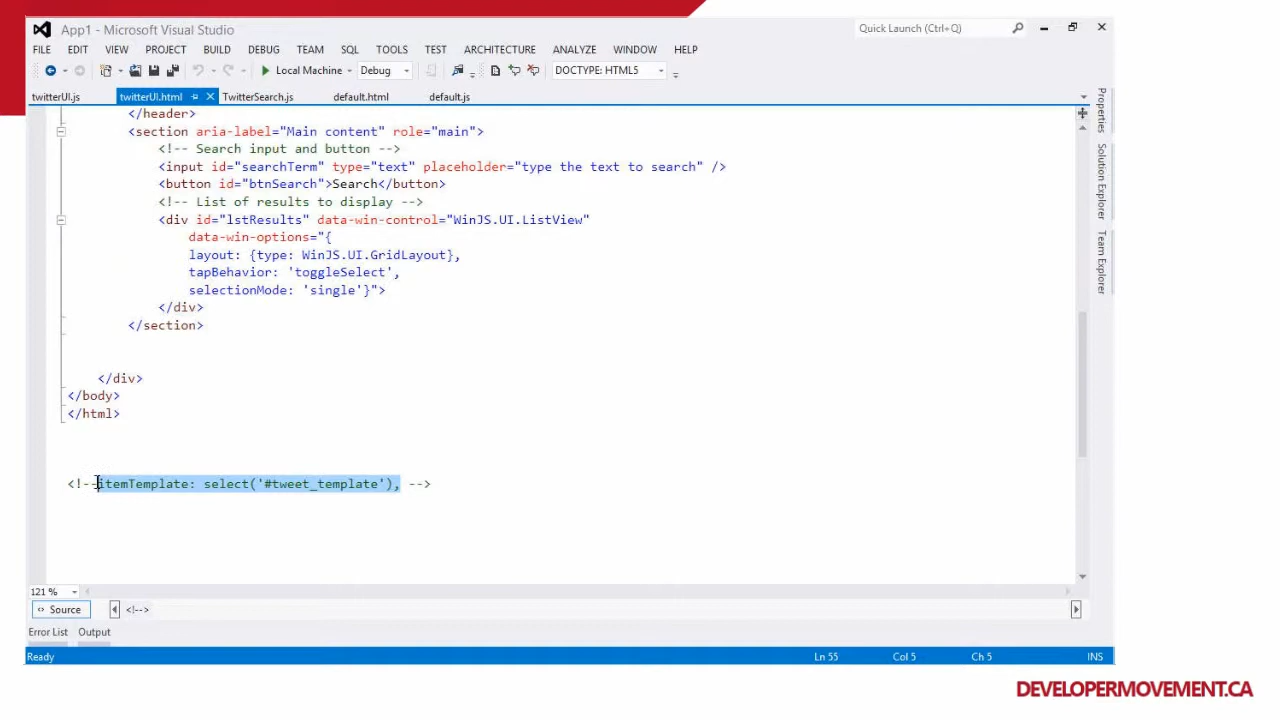 App1 - Microsoft Visual Studio
Quick Launch (Ctrl+Q)
FILE EDIT VIEW PROJECT BUILD DEBUG TEAM SQL TOOLS TEST ARCHITECTURE ANALYZE WINDOW HELP
Local Machine Debug DOCTYPE: HTML5
twitterUI.js twitterUI.html TwitterSearch.js default.html default.js
</header>
<section aria-label="Main content" role="main">
<!-- Search input and button -->
<input id="searchTerm" type="text" placeholder="type the text to search" />
<button id="btnSearch">Search</button>
<!-- List of results to display -->
<div id="lstResults" data-win-control="WinJS.UI.ListView"
data-win-options="{
layout: {type: WinJS.UI.GridLayout},
tapBehavior: 'toggleSelect',
selectionMode: 'single'}">
</div>
</section>
</div>
</body>
</html>
<!--itemTemplate: select('#tweet_template'), -->
Properties
Solution Explorer
Team Explorer
121 %
Source <!-->
Error List Output
Ready Ln 55 Col 5 Ch 5 INS
DEVELOPERMOVEMENT.CA